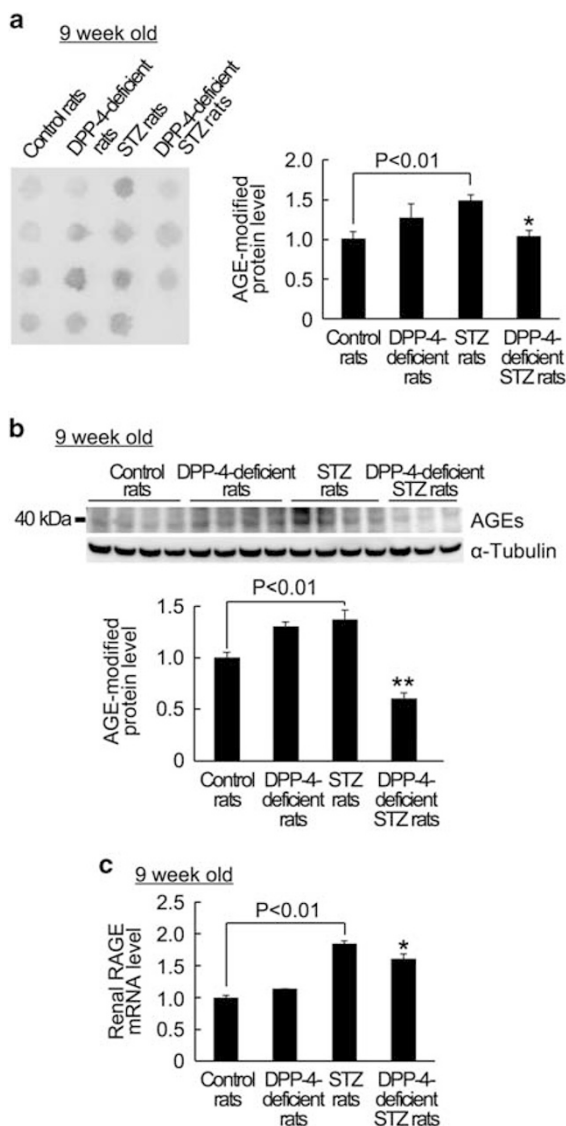 a
9 week old
Control rats
DPP-4-deficient
rats
STZ rats
DPP-4-deficient
STZ rats
AGE-modified
protein level
2.0
1.5
1.0
0.5
0
P<0.01
*
Control
rats
DPP-4-
deficient
rats
STZ
rats
DPP-4-
deficient
STZ rats
b
9 week old
Control
rats
DPP-4-deficient
rats
STZ
rats
DPP-4-deficient
STZ rats
40 kDa
AGEs
α-Tubulin
AGE-modified
protein level
1.5
1.0
0.5
0
P<0.01
**
Control
rats
DPP-4-
deficient
rats
STZ
rats
DPP-4-
deficient
STZ rats
c
9 week old
Renal RAGE
mRNA level
2.5
2.0
1.5
1.0
0.5
0
P<0.01
*
Control
rats
DPP-4-
deficient
rats
STZ
rats
DPP-4-
deficient
STZ rats